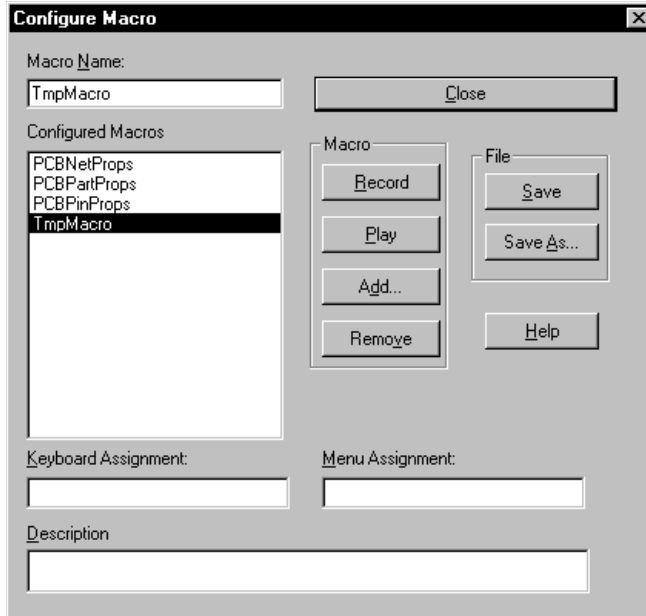 Configure Macro
Macro Name:
TmpMacro
Close
Configured Macros
PCBNetProps
PCBPartProps
PCBPinProps
TmpMacro
Macro
Record
Play
Add...
Remove
File
Save
Save As...
Help
Keyboard Assignment:
Menu Assignment:
Description